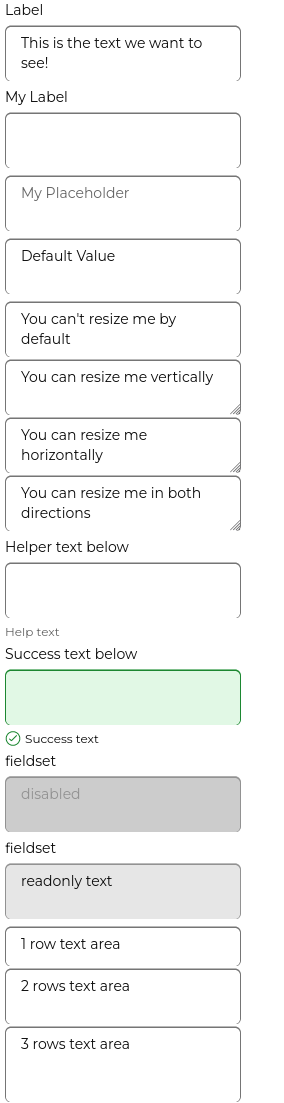 Label
This is the text we want to
see!
My Label
My Placeholder
Default Value
You can't resize me by
default
You can resize me vertically
You can resize me
horizontally
You can resize me in both
directions
Helper text below
Help text
Success text below
Success text
fieldset
disabled
fieldset
readonly text
1 row text area
2 rows text area
3 rows text area